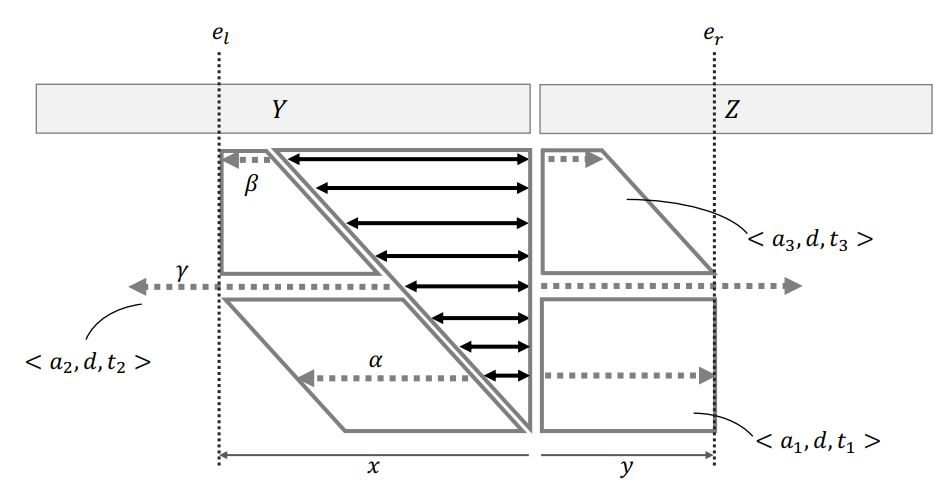 e_l e_r
Y Z
β
< a_3, d, t_3 >
γ
< a_2, d, t_2 >
α
< a_1, d, t_1 >
x y